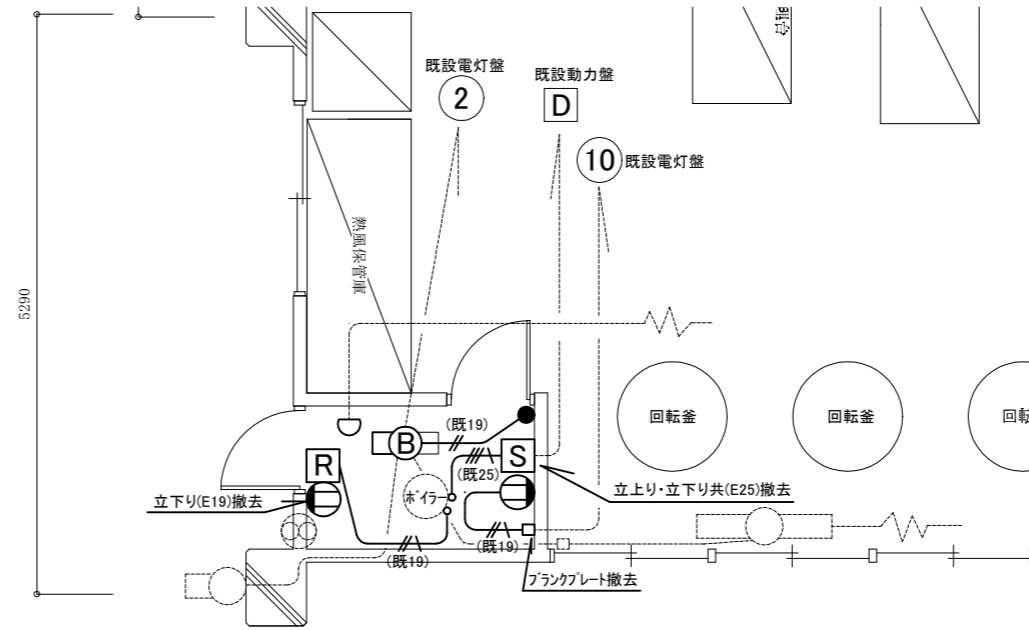 既設電灯盤
2
既設動力盤
D
10
既設電灯盤
熱風保管庫
5290
回転釜
回転釜
回転
(既19)
B
R
S
(既25)
ボイラー
立下り(E19)撤去
立上り・立下り共(E25)撤去
(既19)
(既19)
ブランクプレート撤去